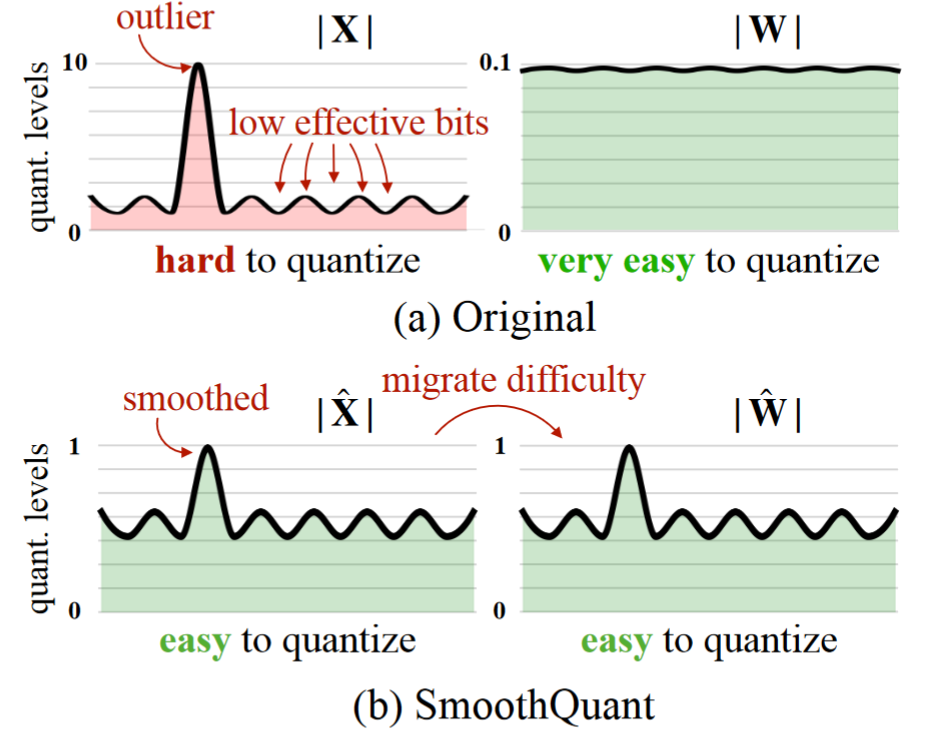 outlier
|X|
|W|
10
0.1
quant. levels
low effective bits
0
0
hard to quantize
very easy to quantize
(a) Original
smoothed
migrate difficulty
|X̂|
|Ŵ|
1
1
quant. levels
0
0
easy to quantize
easy to quantize
(b) SmoothQuant